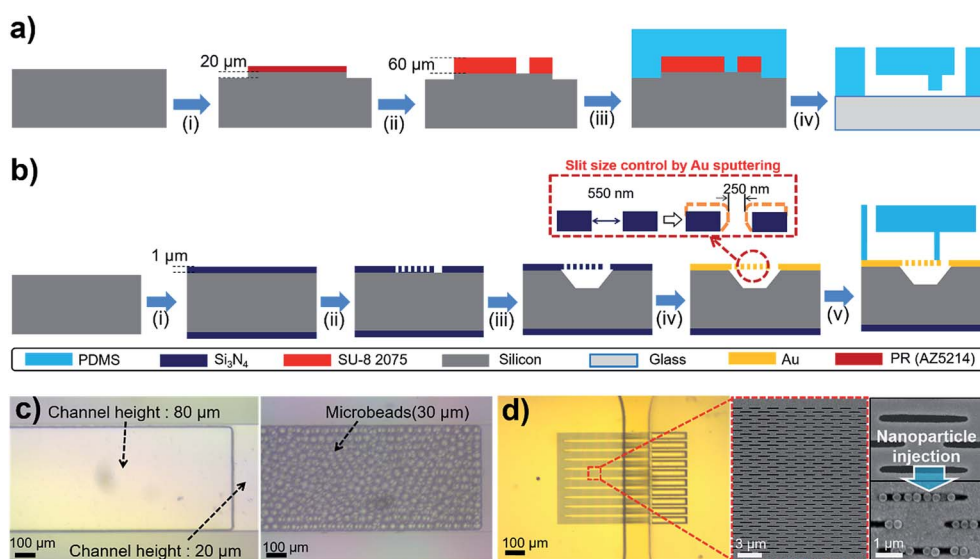 a)
20 µm
60 µm
(i)
(ii)
(iii)
(iv)
b)
Slit size control by Au sputtering
550 nm
250 nm
1 µm
(i)
(ii)
(iii)
(iv)
(v)
PDMS
Si₃N₄
SU-8 2075
Silicon
Glass
Au
PR (AZ5214)
c)
Channel height : 80 µm
Channel height : 20 µm
100 µm
Microbeads(30 µm)
100 µm
d)
100 µm
3 µm
Nanoparticle
injection
1 µm